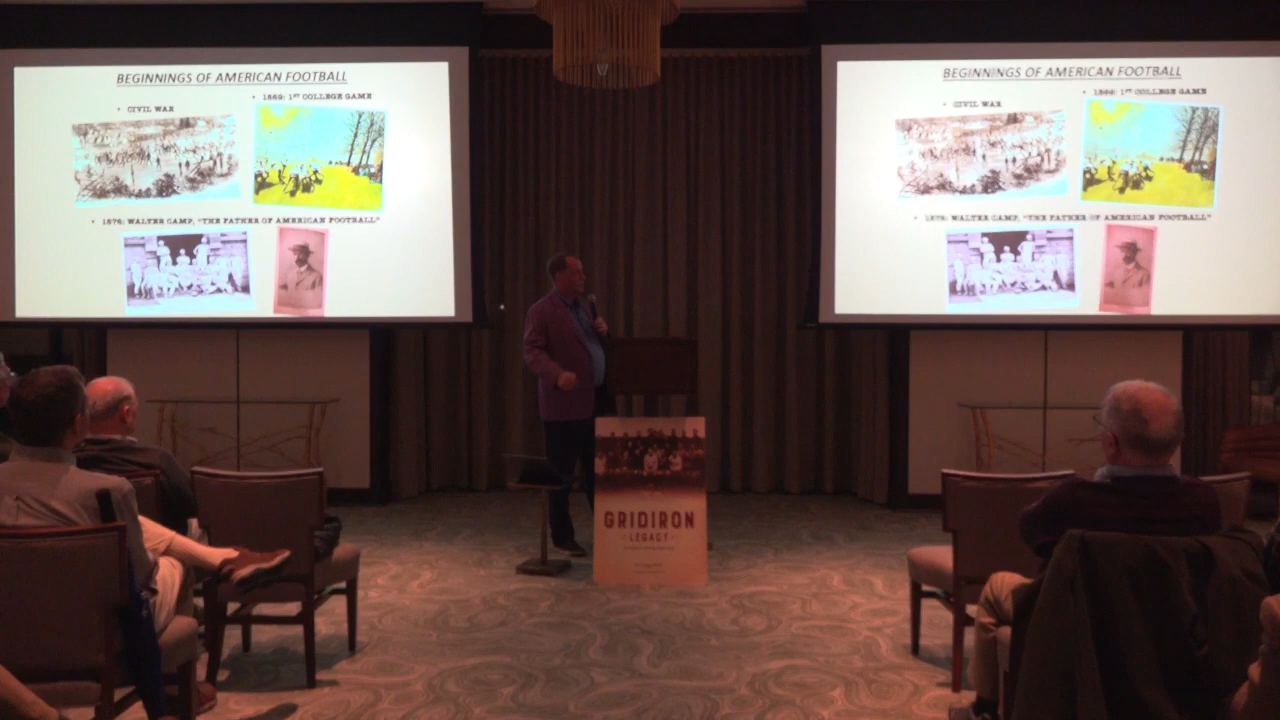 BEGINNINGS OF AMERICAN FOOTBALL
• CIVIL WAR
• 1869: 1ST COLLEGE GAME
• 1876: WALTER CAMP, "THE FATHER OF AMERICAN FOOTBALL"
BEGINNINGS OF AMERICAN FOOTBALL
• CIVIL WAR
• 1869: 1ST COLLEGE GAME
• 1876: WALTER CAMP, "THE FATHER OF AMERICAN FOOTBALL"
GRIDIRON
LEGACY